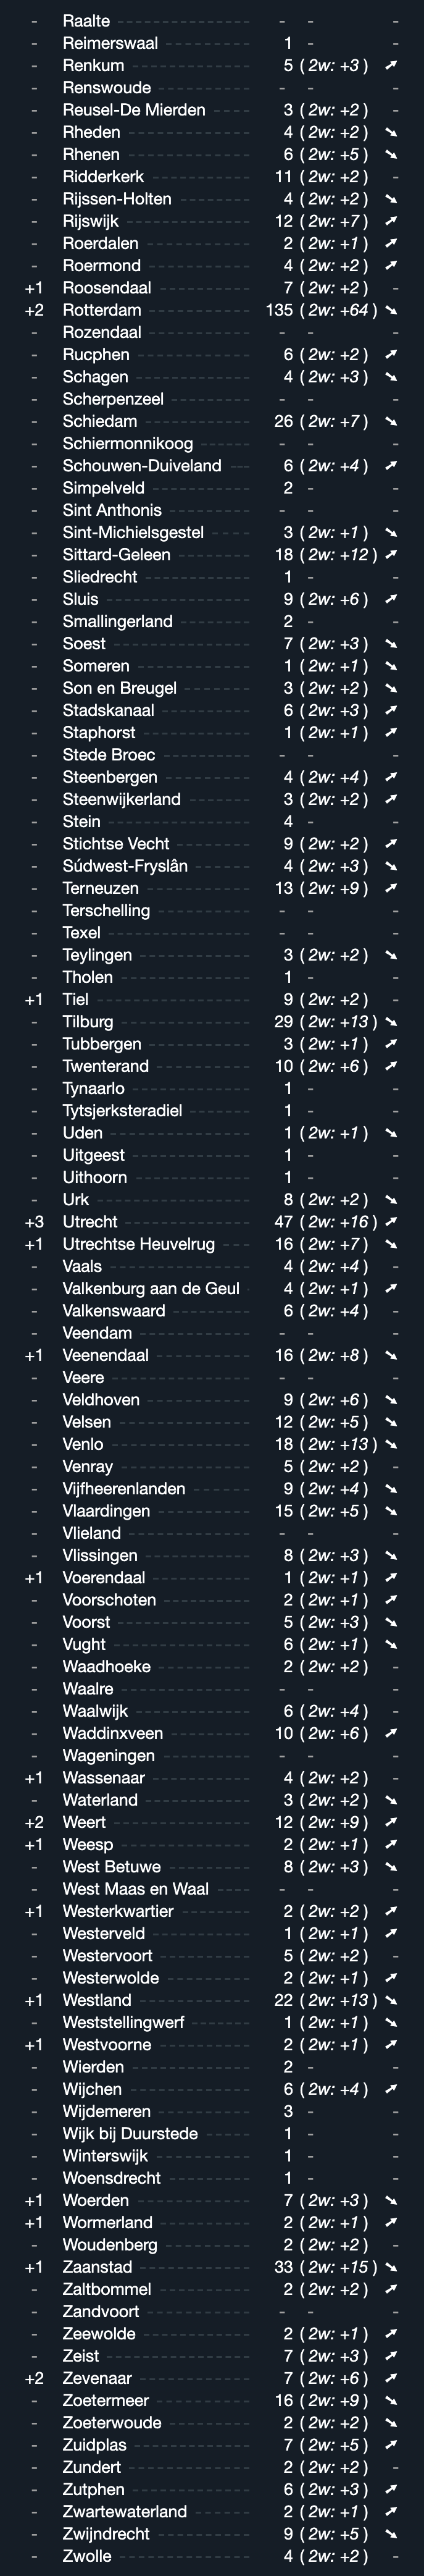 - Raalte - - -
- Reimerswaal 1 - -
- Renkum 5 ( 2w: +3 ) ➚
- Renswoude - - -
- Reusel-De Mierden 3 ( 2w: +2 ) -
- Rheden 4 ( 2w: +2 ) ➘
- Rhenen 6 ( 2w: +5 ) ➘
- Ridderkerk 11 ( 2w: +2 ) -
- Rijssen-Holten 4 ( 2w: +2 ) ➘
- Rijswijk 12 ( 2w: +7 ) ➚
- Roerdalen 2 ( 2w: +1 ) ➚
- Roermond 4 ( 2w: +2 ) ➚
+1 Roosendaal 7 ( 2w: +2 ) -
+2 Rotterdam 135 ( 2w: +64 ) ➘
- Rozendaal - - -
- Rucphen 6 ( 2w: +2 ) ➚
- Schagen 4 ( 2w: +3 ) ➘
- Scherpenzeel - - -
- Schiedam 26 ( 2w: +7 ) ➘
- Schiermonnikoog - - -
- Schouwen-Duiveland 6 ( 2w: +4 ) ➚
- Simpelveld 2 - -
- Sint Anthonis - - -
- Sint-Michielsgestel 3 ( 2w: +1 ) ➘
- Sittard-Geleen 18 ( 2w: +12 ) ➚
- Sliedrecht 1 - -
- Sluis 9 ( 2w: +6 ) ➚
- Smallingerland 2 - -
- Soest 7 ( 2w: +3 ) ➘
- Someren 1 ( 2w: +1 ) ➘
- Son en Breugel 3 ( 2w: +2 ) ➘
- Stadskanaal 6 ( 2w: +3 ) ➚
- Staphorst 1 ( 2w: +1 ) ➚
- Stede Broec - - -
- Steenbergen 4 ( 2w: +4 ) ➚
- Steenwijkerland 3 ( 2w: +2 ) ➚
- Stein 4 - -
- Stichtse Vecht 9 ( 2w: +2 ) ➚
- Súdwest-Fryslân 4 ( 2w: +3 ) ➘
- Terneuzen 13 ( 2w: +9 ) ➚
- Terschelling - - -
- Texel - - -
- Teylingen 3 ( 2w: +2 ) ➘
- Tholen 1 - -
+1 Tiel 9 ( 2w: +2 ) -
- Tilburg 29 ( 2w: +13 ) ➘
- Tubbergen 3 ( 2w: +1 ) ➚
- Twenterand 10 ( 2w: +6 ) ➚
- Tynaarlo 1 - -
- Tytsjerksteradiel 1 - -
- Uden 1 ( 2w: +1 ) ➘
- Uitgeest 1 - -
- Uithoorn 1 - -
- Urk 8 ( 2w: +2 ) ➘
+3 Utrecht 47 ( 2w: +16 ) ➚
+1 Utrechtse Heuvelrug 16 ( 2w: +7 ) ➘
- Vaals 4 ( 2w: +4 ) -
- Valkenburg aan de Geul 4 ( 2w: +1 ) ➚
- Valkenswaard 6 ( 2w: +4 ) -
- Veendam - - -
+1 Veenendaal 16 ( 2w: +8 ) ➘
- Veere - - -
- Veldhoven 9 ( 2w: +6 ) ➘
- Velsen 12 ( 2w: +5 ) ➘
- Venlo 18 ( 2w: +13 ) ➘
- Venray 5 ( 2w: +2 ) -
- Vijfheerenlanden 9 ( 2w: +4 ) ➘
- Vlaardingen 15 ( 2w: +5 ) ➘
- Vlieland - - -
- Vlissingen 8 ( 2w: +3 ) ➘
+1 Voerendaal 1 ( 2w: +1 ) ➚
- Voorschoten 2 ( 2w: +1 ) ➚
- Voorst 5 ( 2w: +3 ) ➘
- Vught 6 ( 2w: +1 ) ➘
- Waadhoeke 2 ( 2w: +2 ) -
- Waalre - - -
- Waalwijk 6 ( 2w: +4 ) -
- Waddinxveen 10 ( 2w: +6 ) ➚
- Wageningen - - -
+1 Wassenaar 4 ( 2w: +2 ) -
- Waterland 3 ( 2w: +2 ) ➘
+2 Weert 12 ( 2w: +9 ) ➚
+1 Weesp 2 ( 2w: +1 ) ➚
- West Betuwe 8 ( 2w: +3 ) ➘
- West Maas en Waal - - -
+1 Westerkwartier 2 ( 2w: +2 ) ➚
- Westerveld 1 ( 2w: +1 ) ➚
- Westervoort 5 ( 2w: +2 ) -
- Westerwolde 2 ( 2w: +1 ) ➚
+1 Westland 22 ( 2w: +13 ) ➘
- Weststellingwerf 1 ( 2w: +1 ) ➘
+1 Westvoorne 2 ( 2w: +1 ) ➚
- Wierden 2 - -
- Wijchen 6 ( 2w: +4 ) ➚
- Wijdemeren 3 - -
- Wijk bij Duurstede 1 - -
- Winterswijk 1 - -
- Woensdrecht 1 - -
+1 Woerden 7 ( 2w: +3 ) ➘
+1 Wormerland 2 ( 2w: +1 ) ➚
- Woudenberg 2 ( 2w: +2 ) -
+1 Zaanstad 33 ( 2w: +15 ) ➘
- Zaltbommel 2 ( 2w: +2 ) ➚
- Zandvoort - - -
- Zeewolde 2 ( 2w: +1 ) ➚
- Zeist 7 ( 2w: +3 ) ➚
+2 Zevenaar 7 ( 2w: +6 ) ➚
- Zoetermeer 16 ( 2w: +9 ) ➘
- Zoeterwoude 2 ( 2w: +2 ) ➘
- Zuidplas 7 ( 2w: +5 ) ➚
- Zundert 2 ( 2w: +2 ) -
- Zutphen 6 ( 2w: +3 ) ➚
- Zwartewaterland 2 ( 2w: +1 ) ➚
- Zwijndrecht 9 ( 2w: +5 ) ➘
- Zwolle 4 ( 2w: +2 ) -